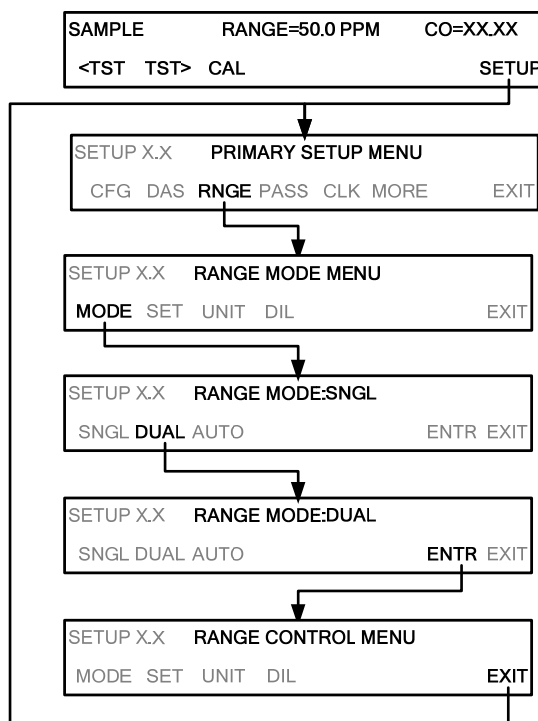 SAMPLE RANGE=50.0 PPM CO=XX.XX
<TST TST> CAL SETUP
SETUP X.X PRIMARY SETUP MENU
CFG DAS RNGE PASS CLK MORE EXIT
SETUP X.X RANGE MODE MENU
MODE SET UNIT DIL EXIT
SETUP X.X RANGE MODE:SNGL
SNGL DUAL AUTO ENTR EXIT
SETUP X.X RANGE MODE:DUAL
SNGL DUAL AUTO ENTR EXIT
SETUP X.X RANGE CONTROL MENU
MODE SET UNIT DIL EXIT